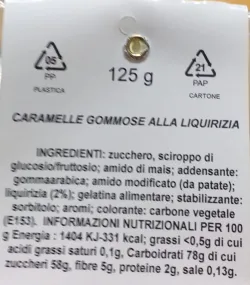 05
PP
PLASTICA
125 g
21
PAP
CARTONE
CARAMELLE GOMMOSE ALLA LIQUIRIZIA
INGREDIENTI: zucchero, sciroppo di
glucosio/fruttosio; amido di mais; addensante:
gommaarabica; amido modificato (da patate);
liquirizia (2%); gelatina alimentare; stabilizzante:
sorbitolo; aromi; colorante: carbone vegetale
(E153). INFORMAZIONI NUTRIZIONALI PER 100
g Energia : 1404 KJ-331 kcal; grassi <0,5g di cui
acidi grassi saturi 0,1g, Carboidrati 78g di cui
zuccheri 58g, fibre 5g, proteine 2g, sale 0,13g.